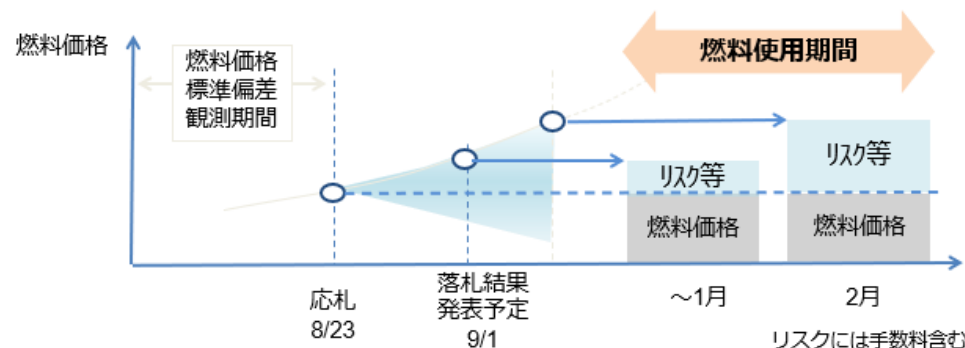 燃料価格
燃料価格
標準偏差
観測期間
燃料使用期間
リスク等
リスク等
燃料価格
燃料価格
応札
8/23
落札結果
発表予定
9/1
～1月
2月
リスクには手数料含む